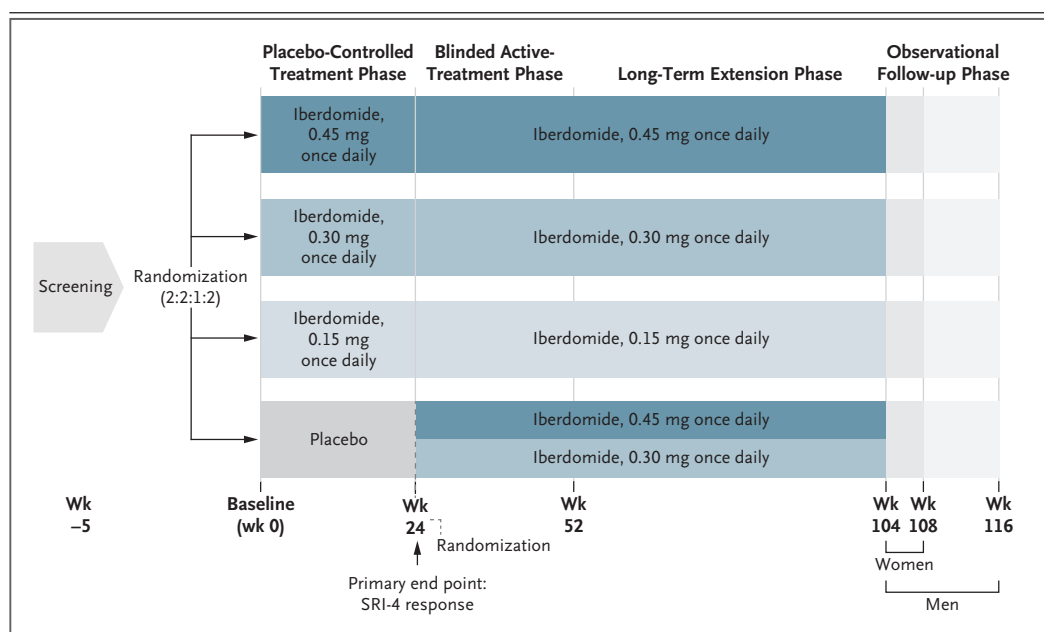 Placebo-Controlled
Treatment Phase
Blinded Active-
Treatment Phase
Long-Term Extension Phase
Observational
Follow-up Phase
Screening
Randomization
(2:2:1:2)
Iberdomide,
0.45 mg
once daily
Iberdomide, 0.45 mg once daily
Iberdomide,
0.30 mg
once daily
Iberdomide, 0.30 mg once daily
Iberdomide,
0.15 mg
once daily
Iberdomide, 0.15 mg once daily
Placebo
Iberdomide, 0.45 mg once daily
Iberdomide, 0.30 mg once daily
Wk
−5
Baseline
(wk 0)
Wk
24
Randomization
Primary end point:
SRI-4 response
Wk
52
Wk
104
Wk
108
Wk
116
Women
Men